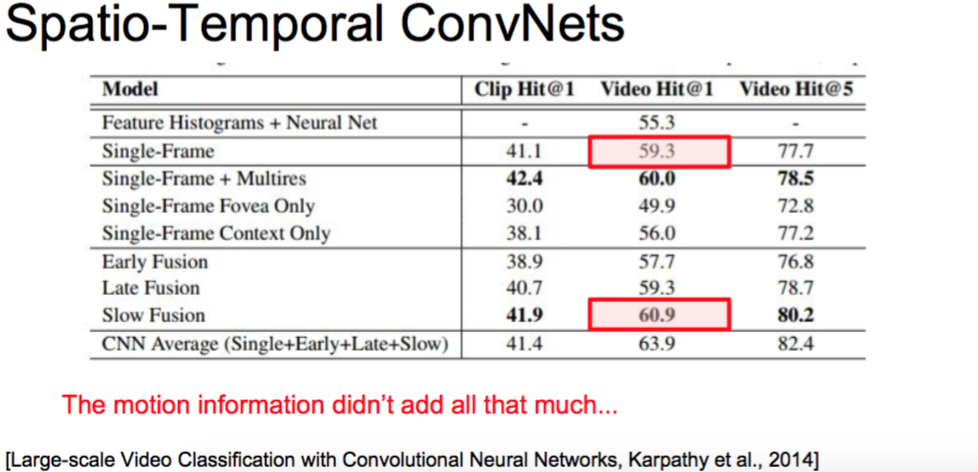 Spatio-Temporal ConvNets
Model Clip Hit@1 Video Hit@1 Video Hit@5
Feature Histograms + Neural Net - 55.3 -
Single-Frame 41.1 59.3 77.7
Single-Frame + Multires 42.4 60.0 78.5
Single-Frame Fovea Only 30.0 49.9 72.8
Single-Frame Context Only 38.1 56.0 77.2
Early Fusion 38.9 57.7 76.8
Late Fusion 40.7 59.3 78.7
Slow Fusion 41.9 60.9 80.2
CNN Average (Single+Early+Late+Slow) 41.4 63.9 82.4
The motion information didn't add all that much...
[Large-scale Video Classification with Convolutional Neural Networks, Karpathy et al., 2014]